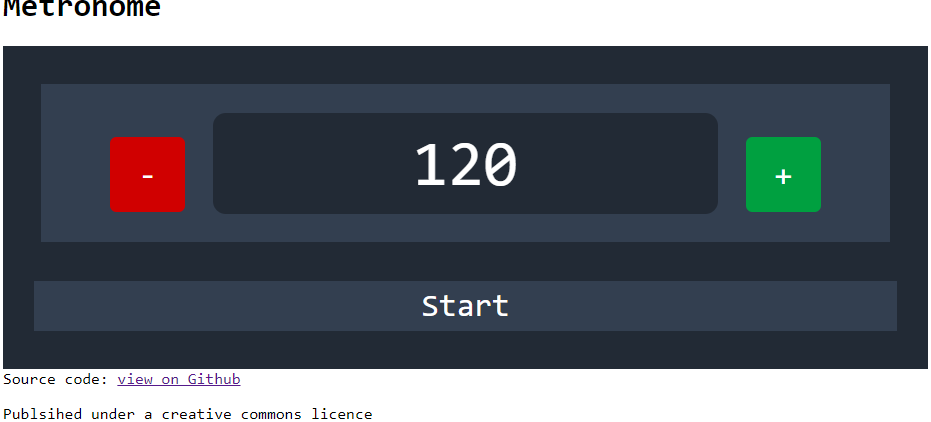 Metronome
-
120
+
Start
Source code: view on Github
Publsihed under a creative commons licence